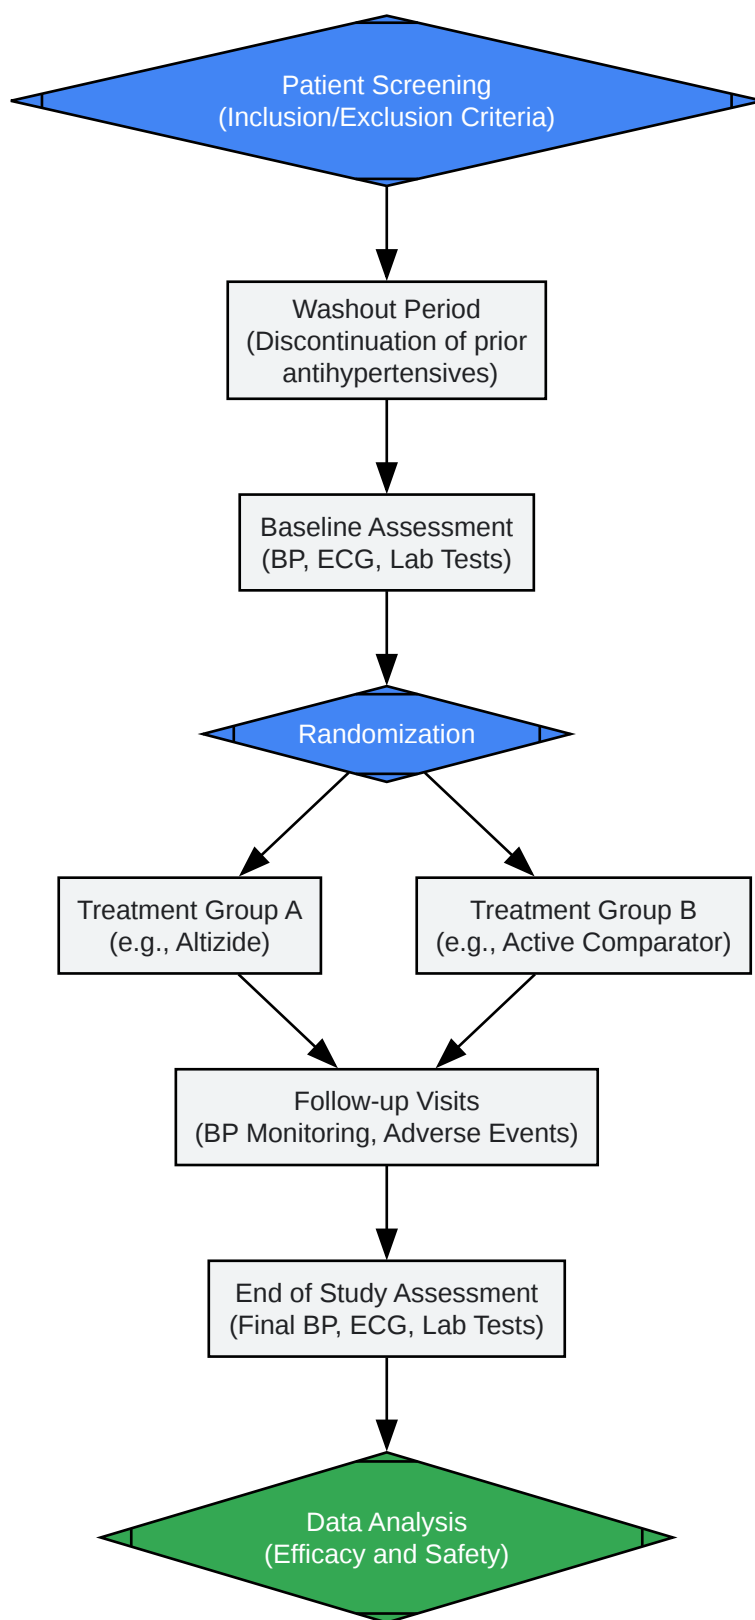 Patient Screening
(Inclusion/Exclusion Criteria)
Washout Period
(Discontinuation of prior
antihypertensives)
Baseline Assessment
(BP, ECG, Lab Tests)
Randomization
Treatment Group A
(e.g., Altizide)
Treatment Group B
(e.g., Active Comparator)
Follow-up Visits
(BP Monitoring, Adverse Events)
End of Study Assessment
(Final BP, ECG, Lab Tests)
Data Analysis
(Efficacy and Safety)